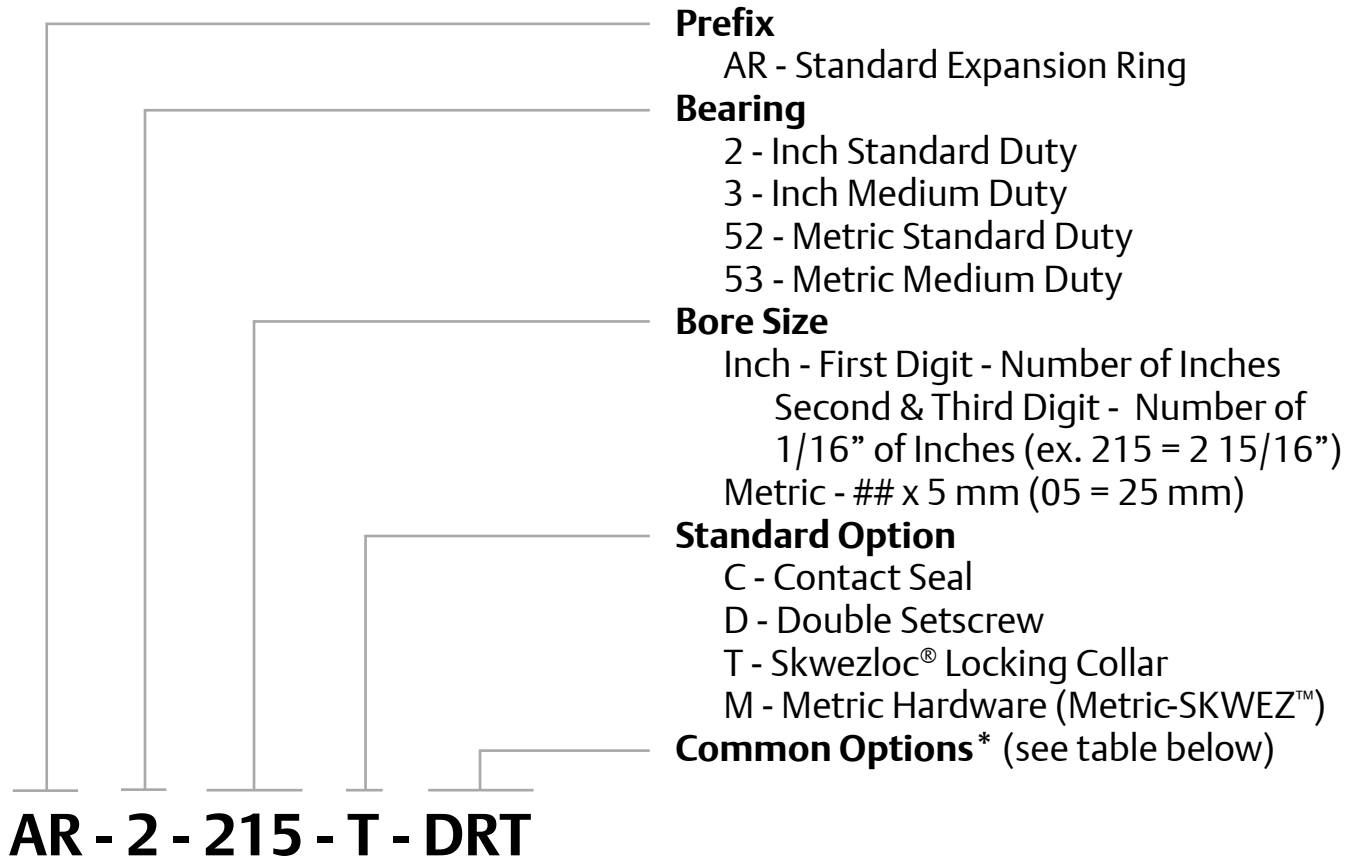 Prefix
AR - Standard Expansion Ring
Bearing
2 - Inch Standard Duty
3 - Inch Medium Duty
52 - Metric Standard Duty
53 - Metric Medium Duty
Bore Size
Inch - First Digit - Number of Inches
Second & Third Digit - Number of
1/16” of Inches (ex. 215 = 2 15/16”)
Metric - ## x 5 mm (05 = 25 mm)
Standard Option
C - Contact Seal
D - Double Setscrew
T - Skwezloc® Locking Collar
M - Metric Hardware (Metric-SKWEZ™)
Common Options* (see table below)
AR - 2 - 215 - T - DRT